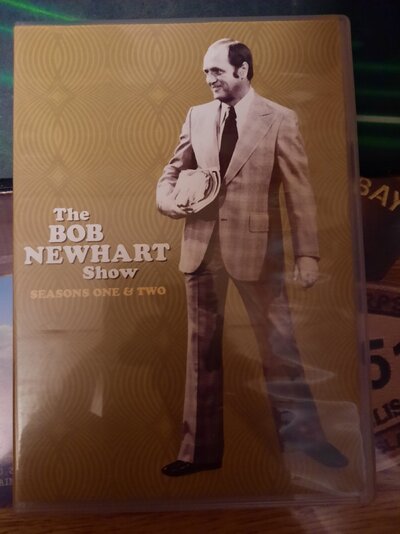 The
BOB
NEWHART
Show
SEASONS ONE & TWO